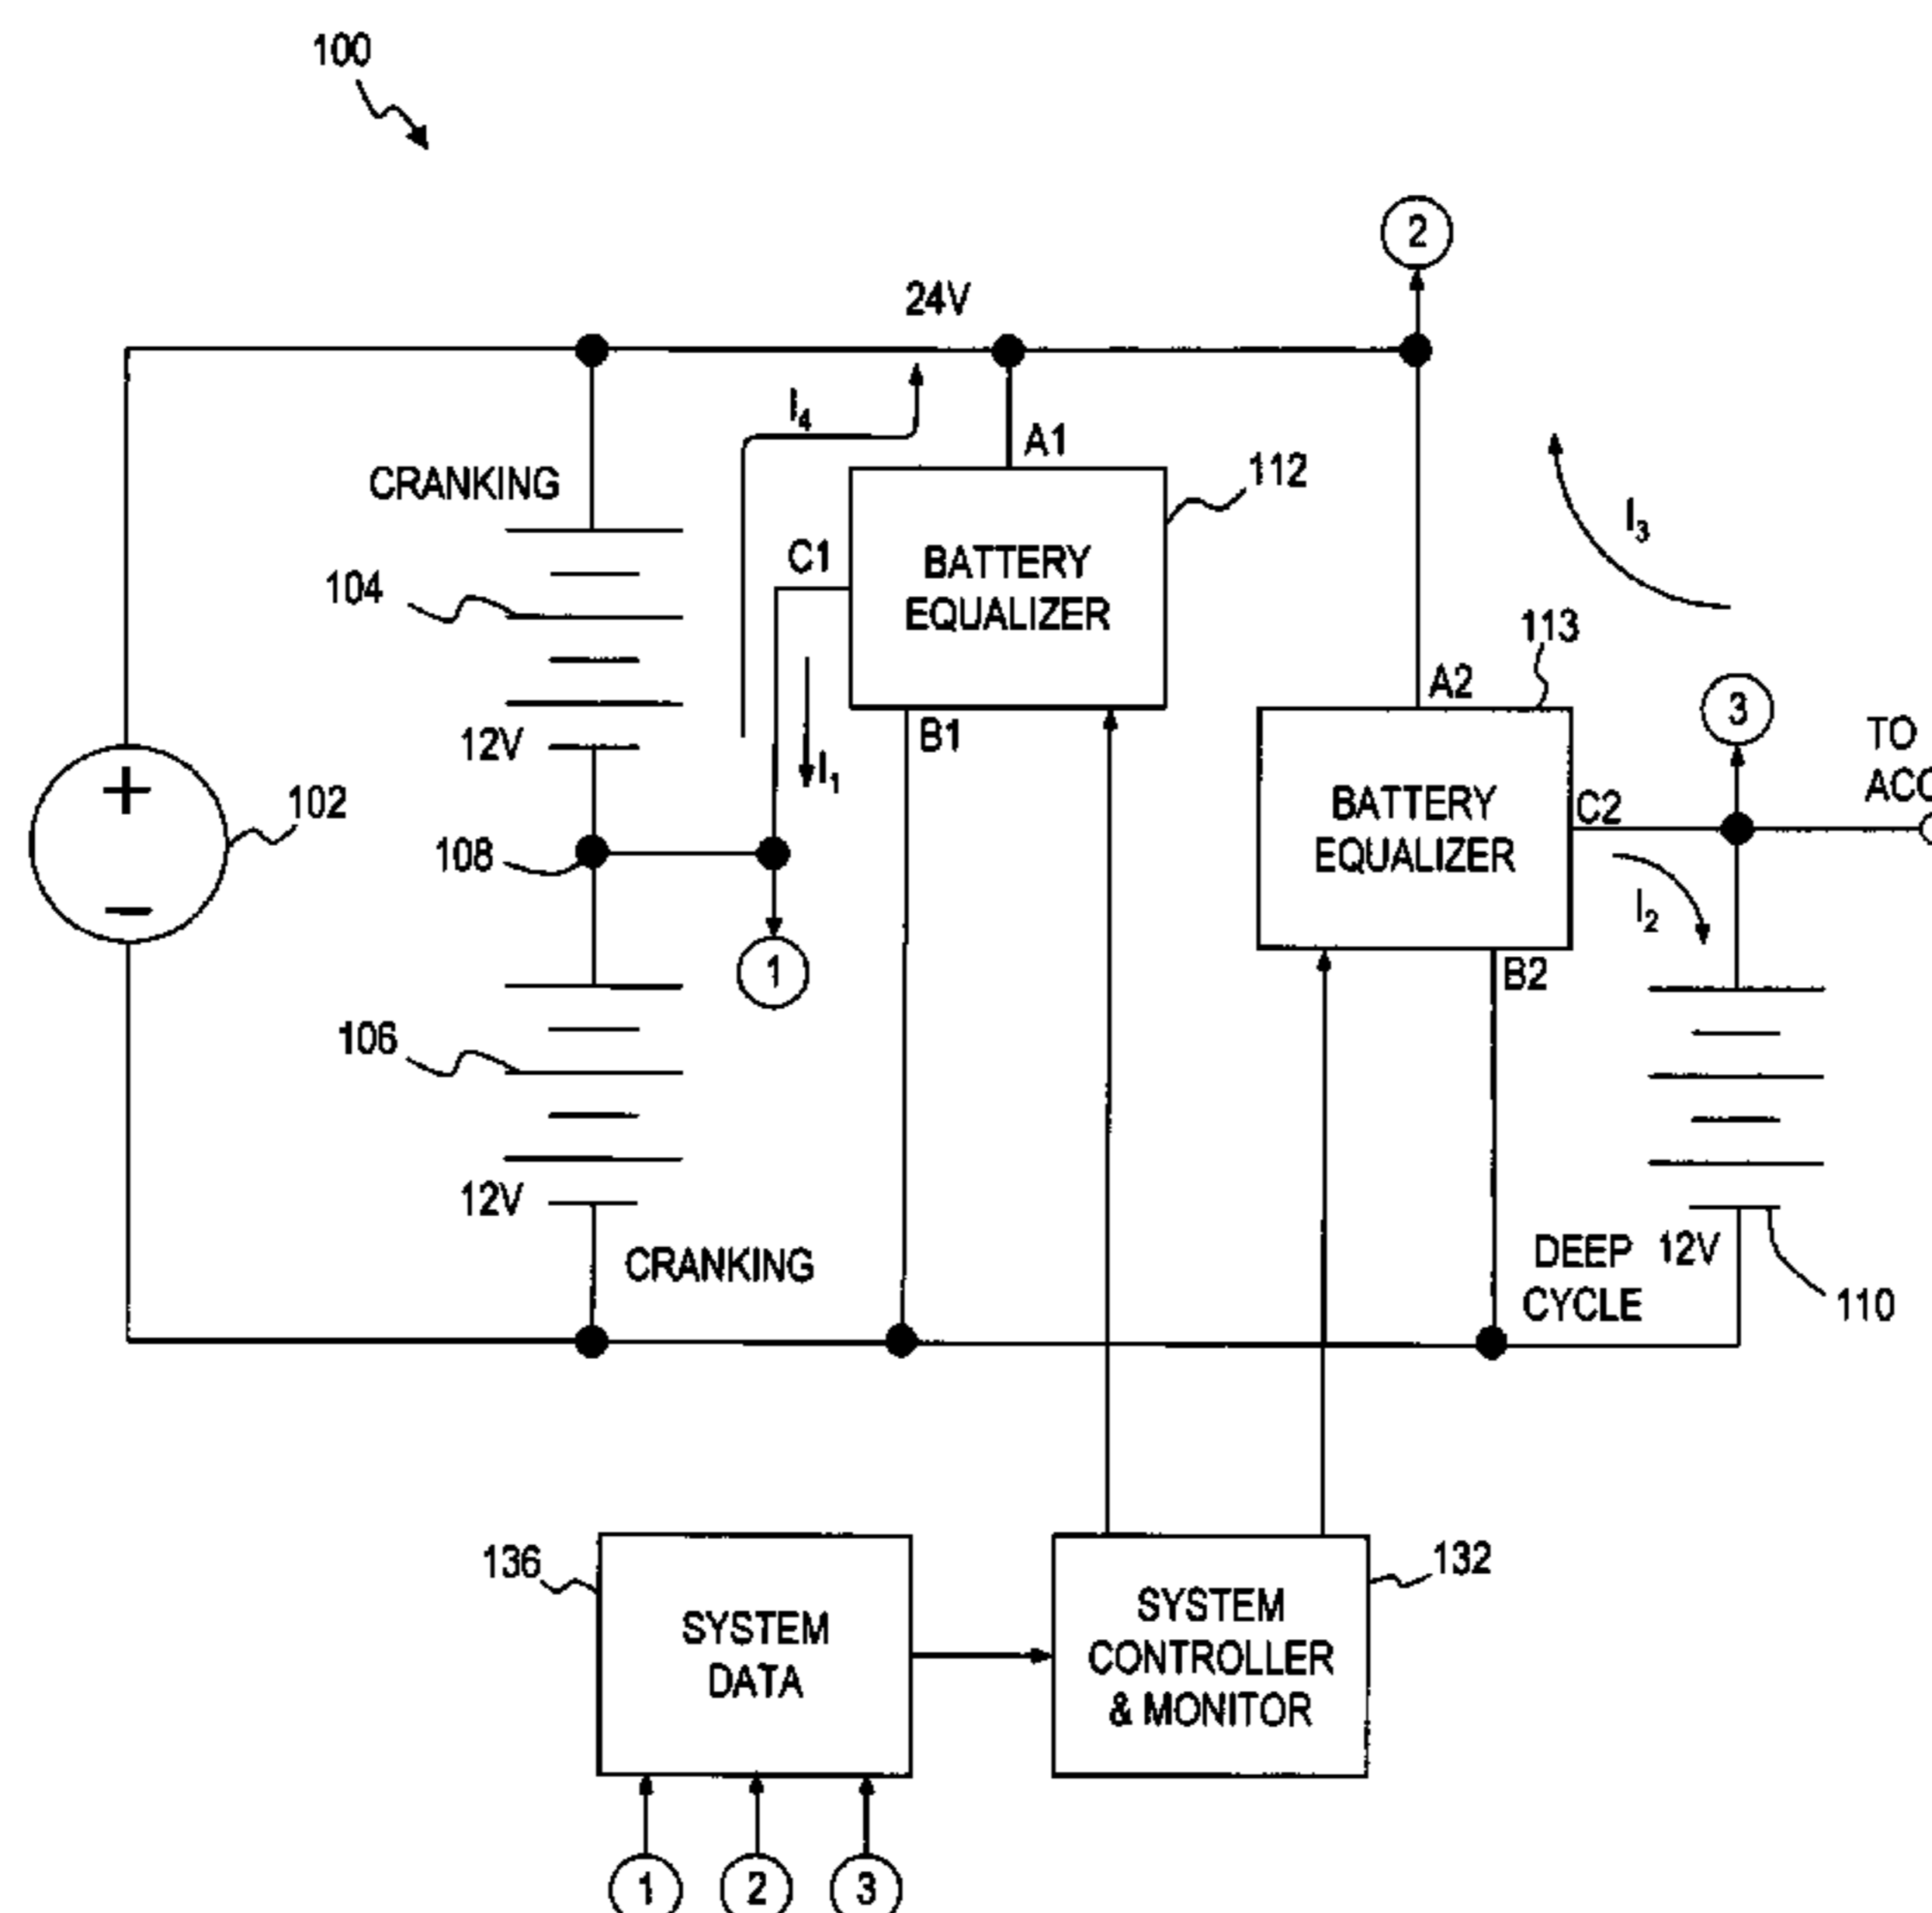 100
2
24V
I4
A1
CRANKING
112
C1
BATTERY
EQUALIZER
I3
104
113
A2
3
B1
12V
TO
I1
+
102
BATTERY
EQUALIZER
C2
108
I2
−
1
B2
106
12V
DEEP
CYCLE
12V
CRANKING
110
136
132
SYSTEM
DATA
SYSTEM
CONTROLLER
& MONITOR
1
2
3